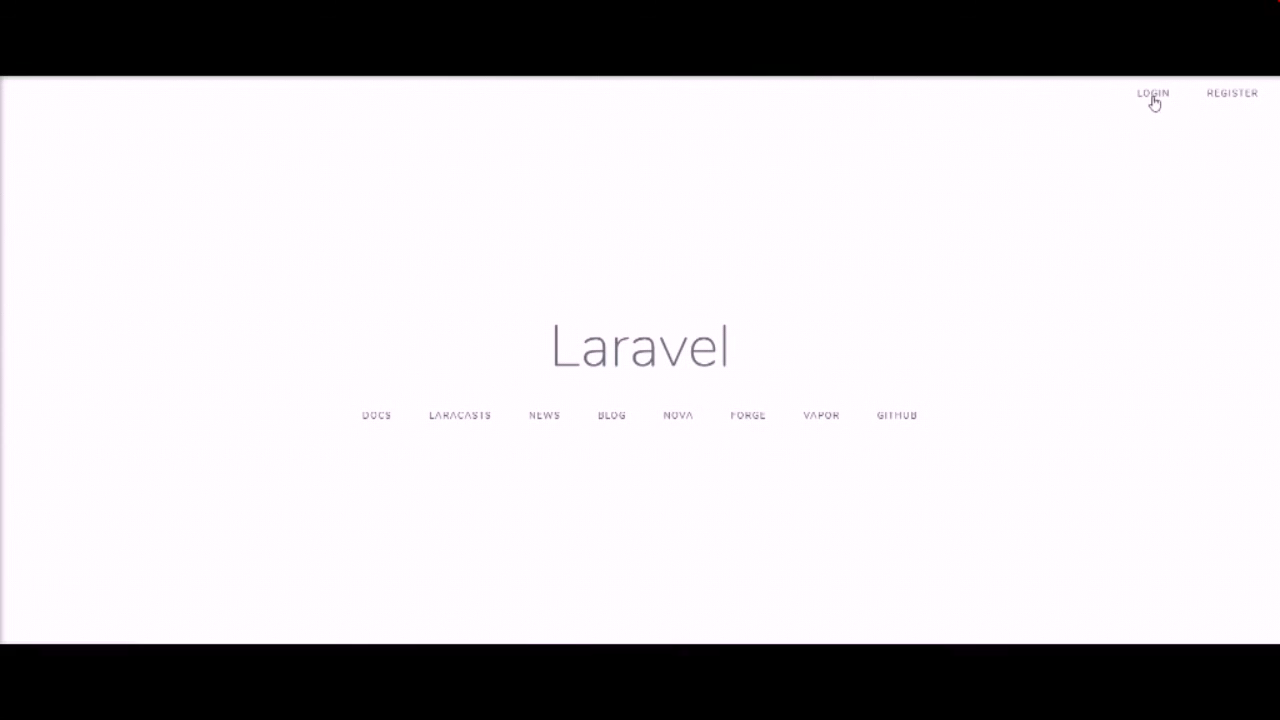 LOGIN REGISTER
Laravel
DOCS LARACASTS NEWS BLOG NOVA FORGE VAPOR GITHUB